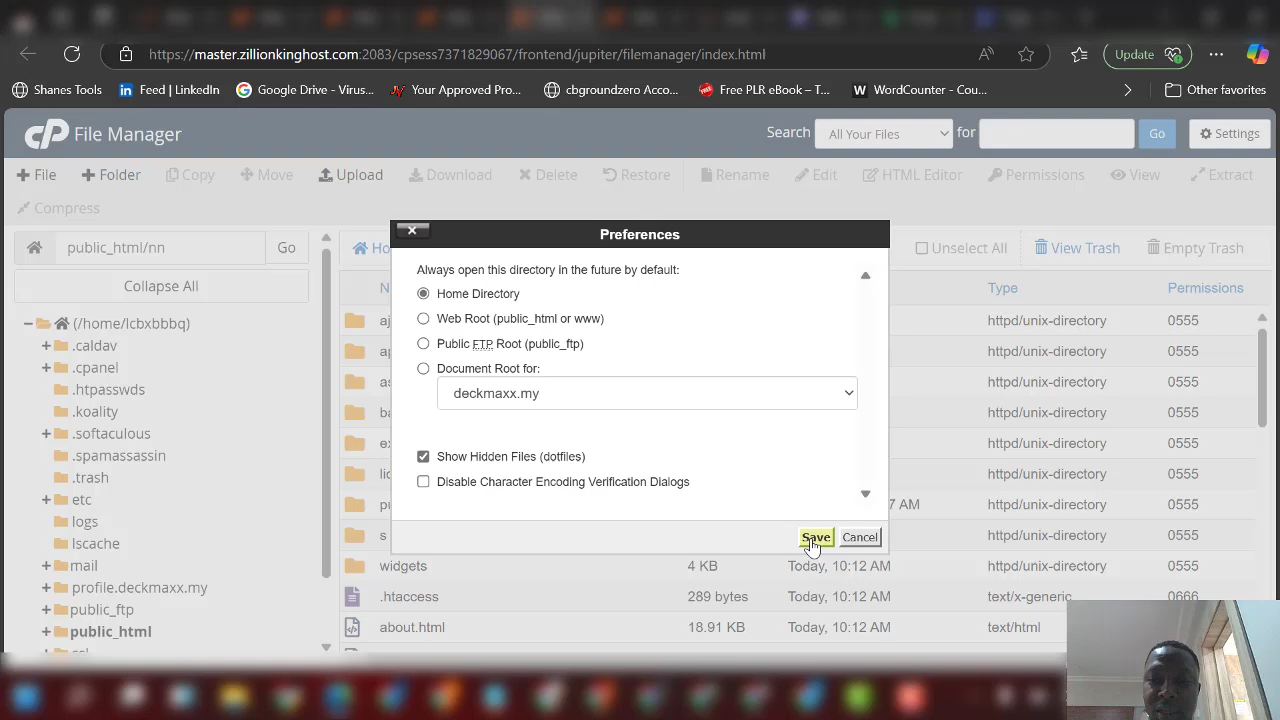 https://master.zillionkinghost.com:2083/cpsess7371829067/frontend/jupiter/filemanager/index.html
Update
Shanes Tools
Feed | LinkedIn
Google Drive - Virus...
Your Approved Pro...
cbgroundzero Acco...
Free PLR eBook – T...
WordCounter - Cou...
Other favorites
cP File Manager
Search
All Your Files
for
Go
Settings
File
Folder
Copy
Move
Upload
Download
Delete
Restore
Rename
Edit
HTML Editor
Permissions
View
Extract
Compress
public_html/nn
Go
Collapse All
(/home/lcbxbbbq)
.caldav
.cpanel
.htpasswds
.koality
.softaculous
.spamassassin
.trash
etc
logs
lscache
mail
profile.deckmaxx.my
public_ftp
public_html
Unselect All
View Trash
Empty Trash
Type
Permissions
httpd/unix-directory 0555
httpd/unix-directory 0555
httpd/unix-directory 0555
httpd/unix-directory 0555
httpd/unix-directory 0555
httpd/unix-directory 0555
7 AM httpd/unix-directory 0555
httpd/unix-directory 0555
widgets 4 KB Today, 10:12 AM httpd/unix-directory 0555
.htaccess 289 bytes Today, 10:12 AM text/x-generic 0666
about.html 18.91 KB Today, 10:12 AM text/html
Preferences
Always open this directory in the future by default:
Home Directory
Web Root (public_html or www)
Public FTP Root (public_ftp)
Document Root for:
deckmaxx.my
Show Hidden Files (dotfiles)
Disable Character Encoding Verification Dialogs
Save
Cancel